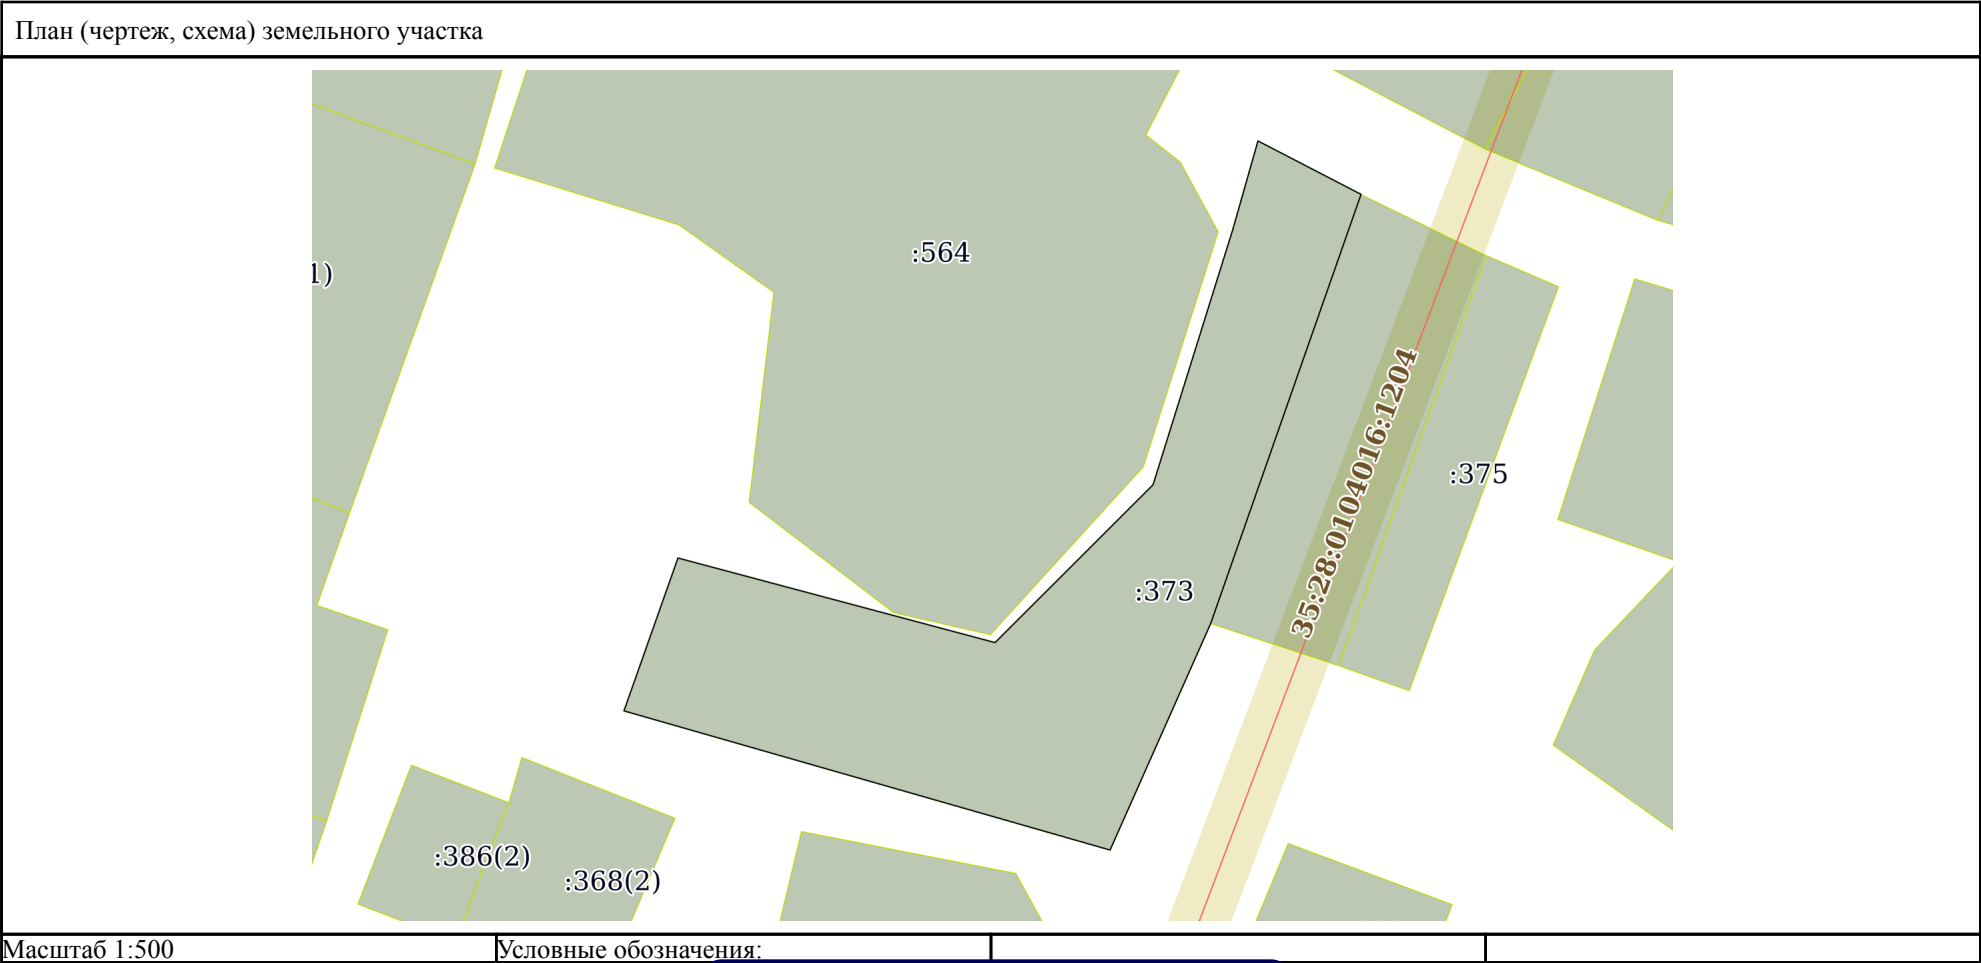 План (чертеж, схема) земельного участка
:564
1)
35:28:0104016:1204
:375
:373
:386(2)
:368(2)
Масштаб 1:500
Условные обозначения: